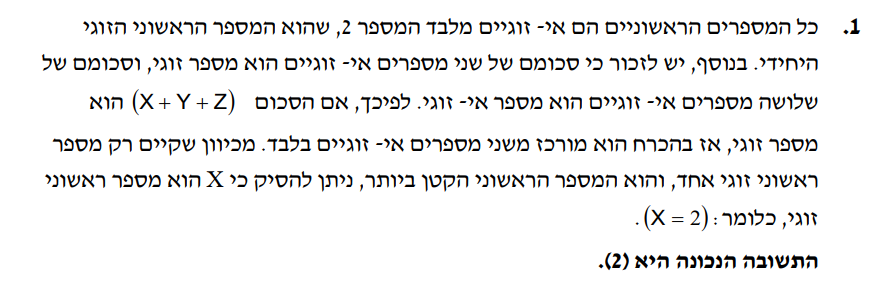 1. כל המספרים הראשוניים הם אי- זוגיים מלבד המספר 2, שהוא המספר הראשוני הזוגי
היחידי. בנוסף, יש לזכור כי סכומם של שני מספרים אי- זוגיים הוא מספר זוגי, וסכומם של
שלושה מספרים אי- זוגיים הוא מספר אי- זוגי. לפיכך, אם הסכום (X + Y + Z) הוא
מספר זוגי, אז בהכרח הוא מורכז משני מספרים אי- זוגיים בלבד. מכיוון שקיים רק מספר
ראשוני זוגי אחד, והוא המספר הראשוני הקטן ביותר, ניתן להסיק כי X הוא מספר ראשוני
זוגי, כלומר: (X = 2).
התשובה הנכונה היא (2).